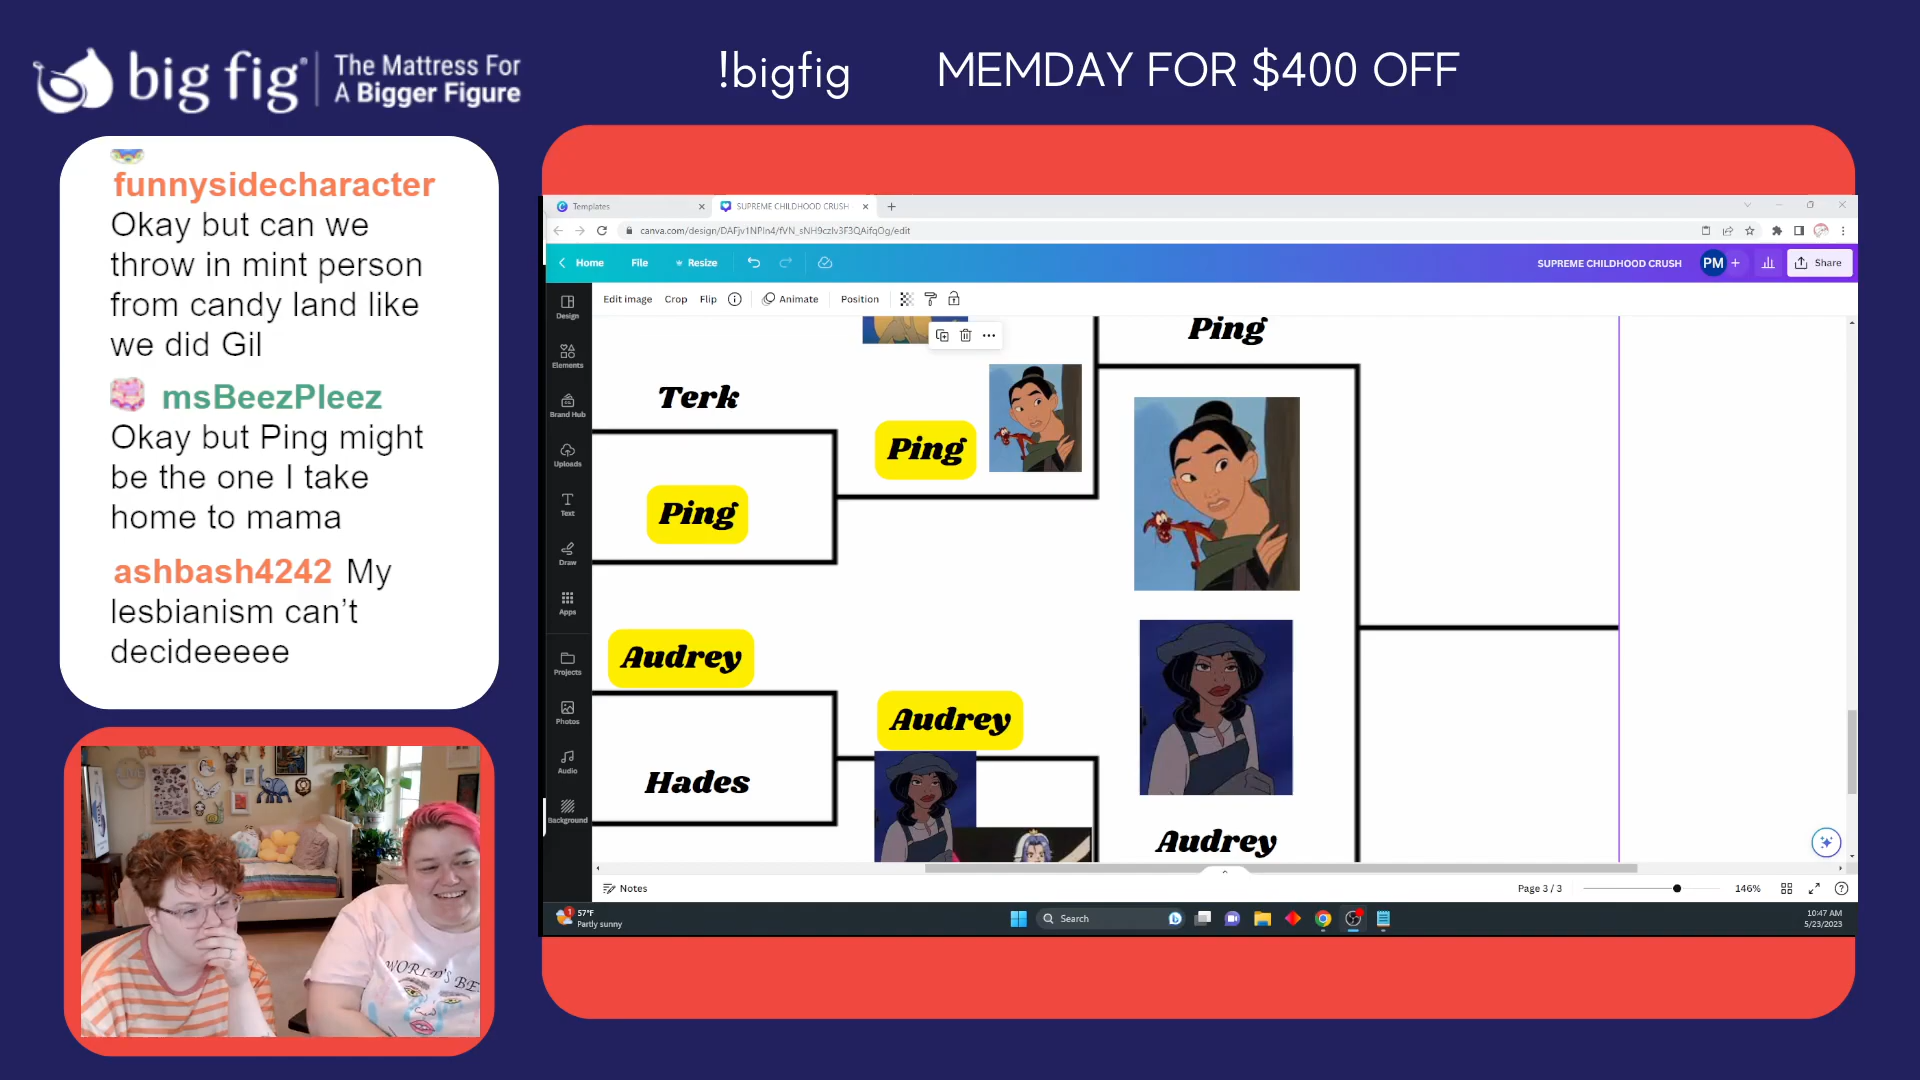 big fig
The Mattress For
A Bigger Figure
!bigfig
MEMDAY FOR $400 OFF
funnysidecharacter
Okay but can we
throw in mint person
from candy land like
we did Gil
msBeezPleez
Okay but Ping might
be the one I take
home to mama
ashbash4242 My
lesbianism can't
decideeeee
WORLD'S BE
Templates
SUPREME CHILDHOOD CRUSH
Home
File
Resize
SUPREME CHILDHOOD CRUSH
PM
Share
Edit image
Crop
Flip
Animate
Position
Design
Elements
Brand Hub
Uploads
Text
Draw
Apps
Projects
Photos
Audio
Background
Ping
Terk
Ping
Ping
Audrey
Audrey
Hades
Audrey
Notes
Page 3 / 3
146%
57°F
Partly sunny
Search
10:47 AM
5/23/2023